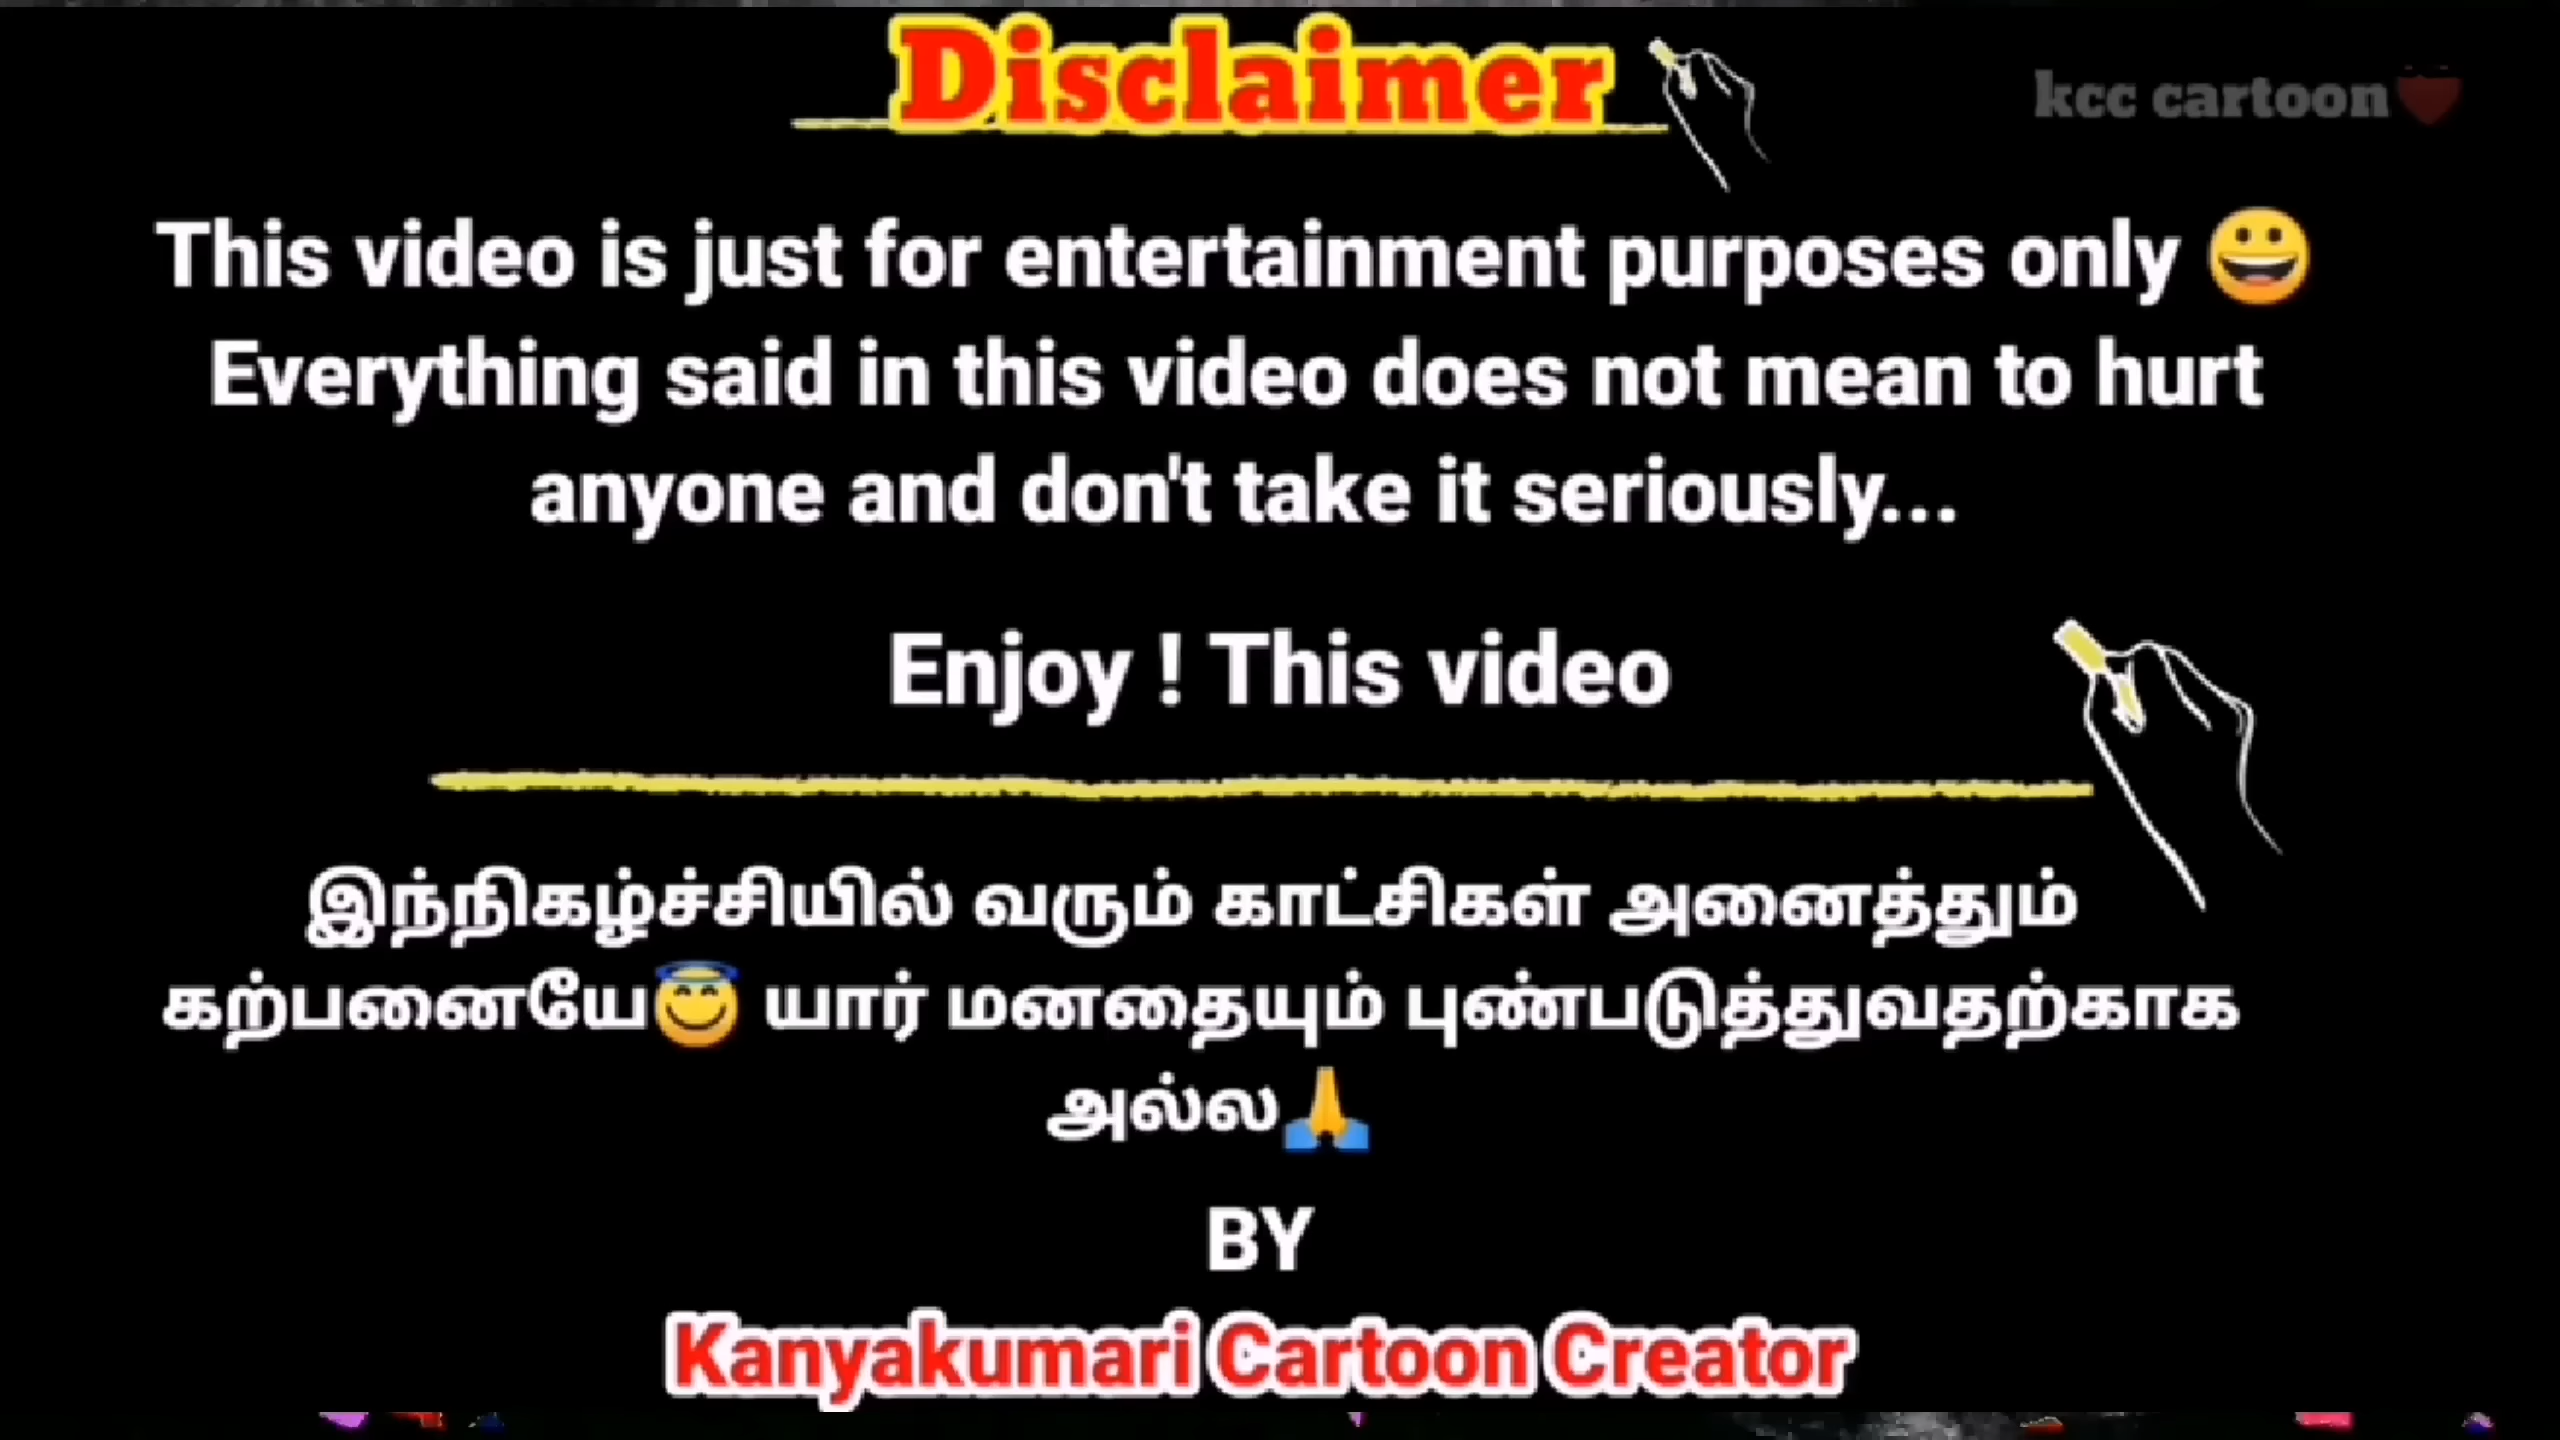 Disclaimer
kcc cartoon❤
This video is just for entertainment purposes only 😀
Everything said in this video does not mean to hurt
anyone and don't take it seriously...
Enjoy ! This video
இந்நிகழ்ச்சியில் வரும் காட்சிகள் அனைத்தும்
கற்பனையே😇 யார் மனதையும் புண்படுத்துவதற்காக
அல்ல🙏
BY
Kanyakumari Cartoon Creator